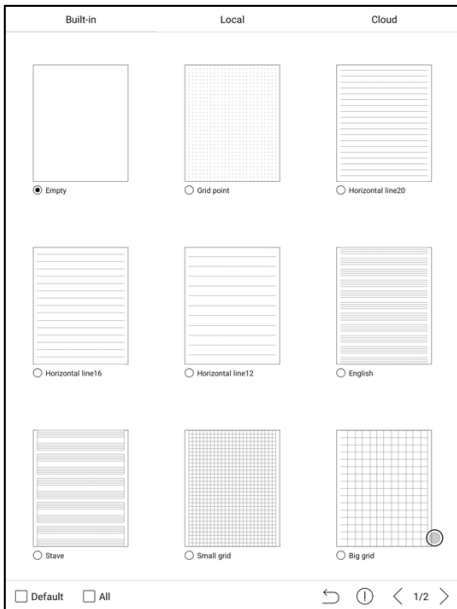 Built-in Local Cloud
Empty Grid point Horizontal line20
Horizontal line16 Horizontal line12 English
Stave Small grid Big grid
Default All 1/2